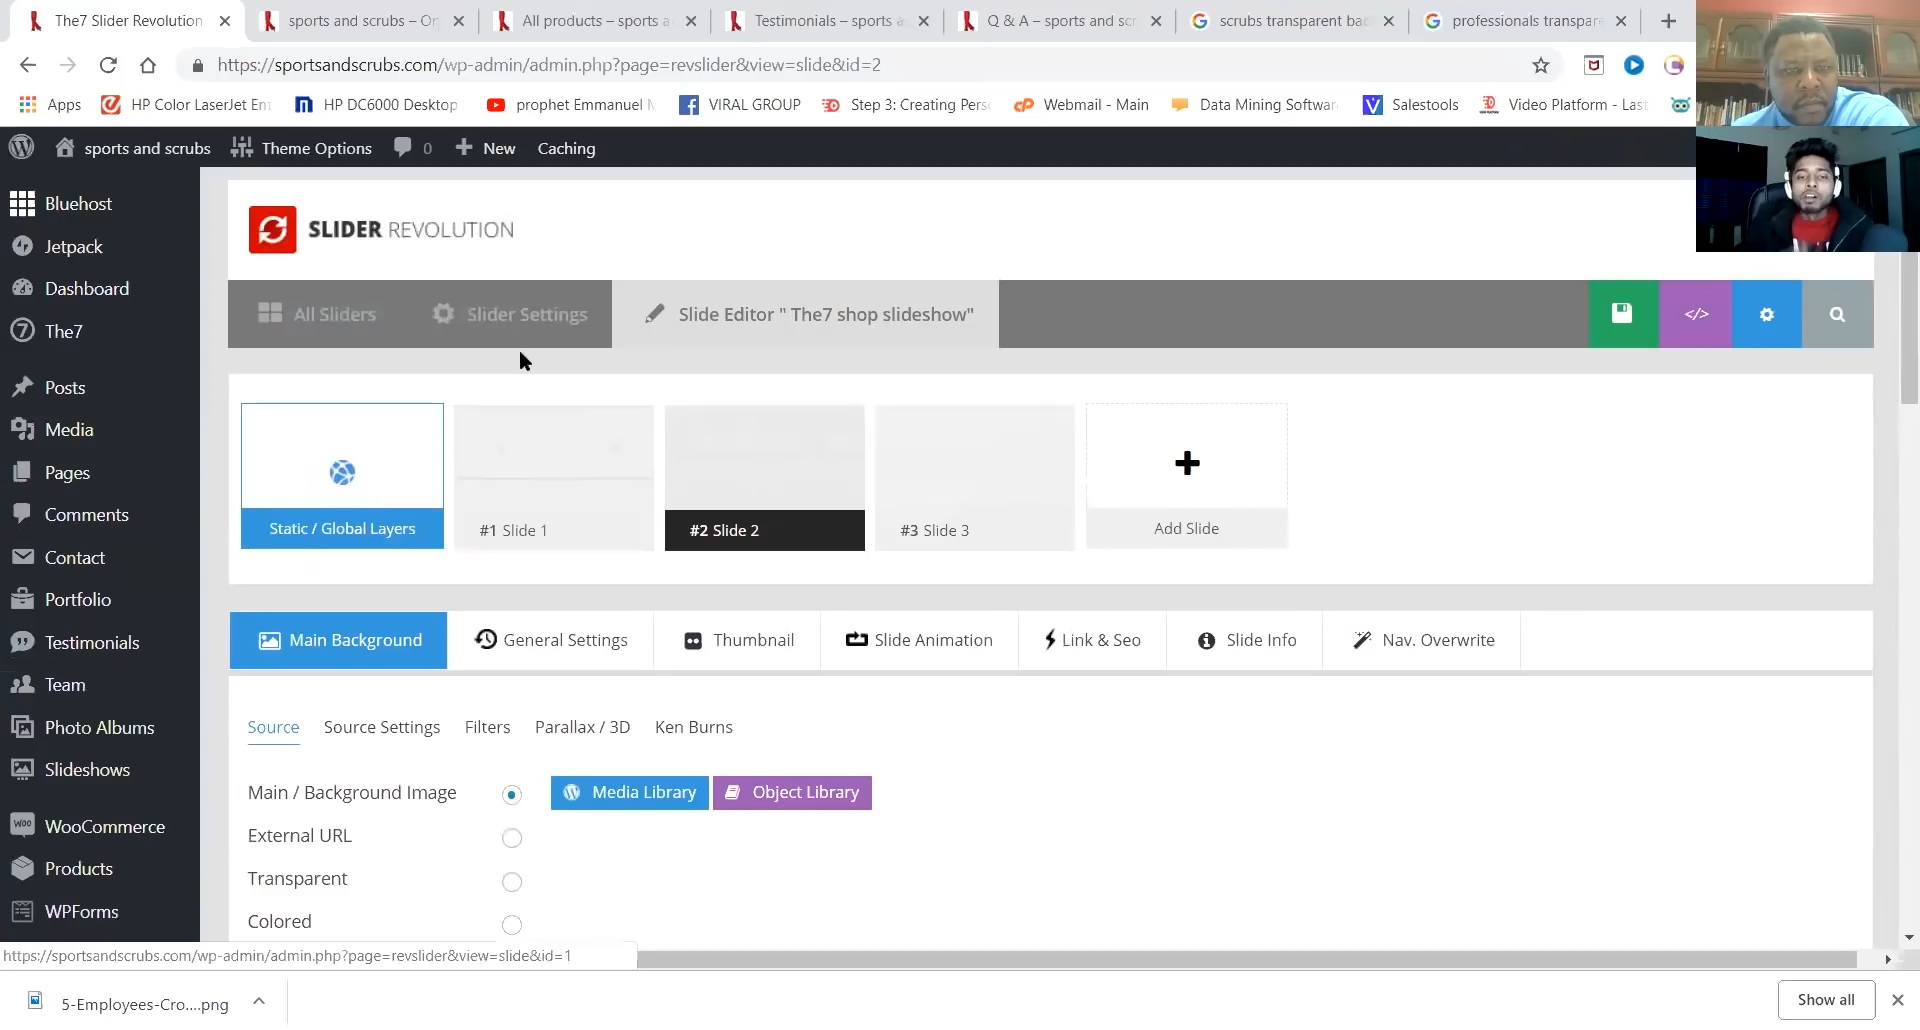 The7 Slider Revolution
sports and scrubs – O
All products – sports a
Testimonials – sports a
Q & A – sports and scr
scrubs transparent bac
professionals transpar
https://sportsandscrubs.com/wp-admin/admin.php?page=revslider&view=slide&id=2
Apps
HP Color LaserJet En
HP DC6000 Desktop
prophet Emmanuel M
VIRAL GROUP
Step 3: Creating Pers
Webmail - Main
Data Mining Softwar
Salestools
Video Platform - Last
sports and scrubs
Theme Options
0
New
Caching
Bluehost
Jetpack
Dashboard
The7
Posts
Media
Pages
Comments
Contact
Portfolio
Testimonials
Team
Photo Albums
Slideshows
WooCommerce
Products
WPForms
SLIDER REVOLUTION
All Sliders
Slider Settings
Slide Editor " The7 shop slideshow"
</>
Static / Global Layers
#1 Slide 1
#2 Slide 2
#3 Slide 3
Add Slide
Main Background
General Settings
Thumbnail
Slide Animation
Link & Seo
Slide Info
Nav. Overwrite
Source
Source Settings
Filters
Parallax / 3D
Ken Burns
Main / Background Image
Media Library
Object Library
External URL
Transparent
Colored
https://sportsandscrubs.com/wp-admin/admin.php?page=revslider&view=slide&id=1
5-Employees-Cro....png
Show all